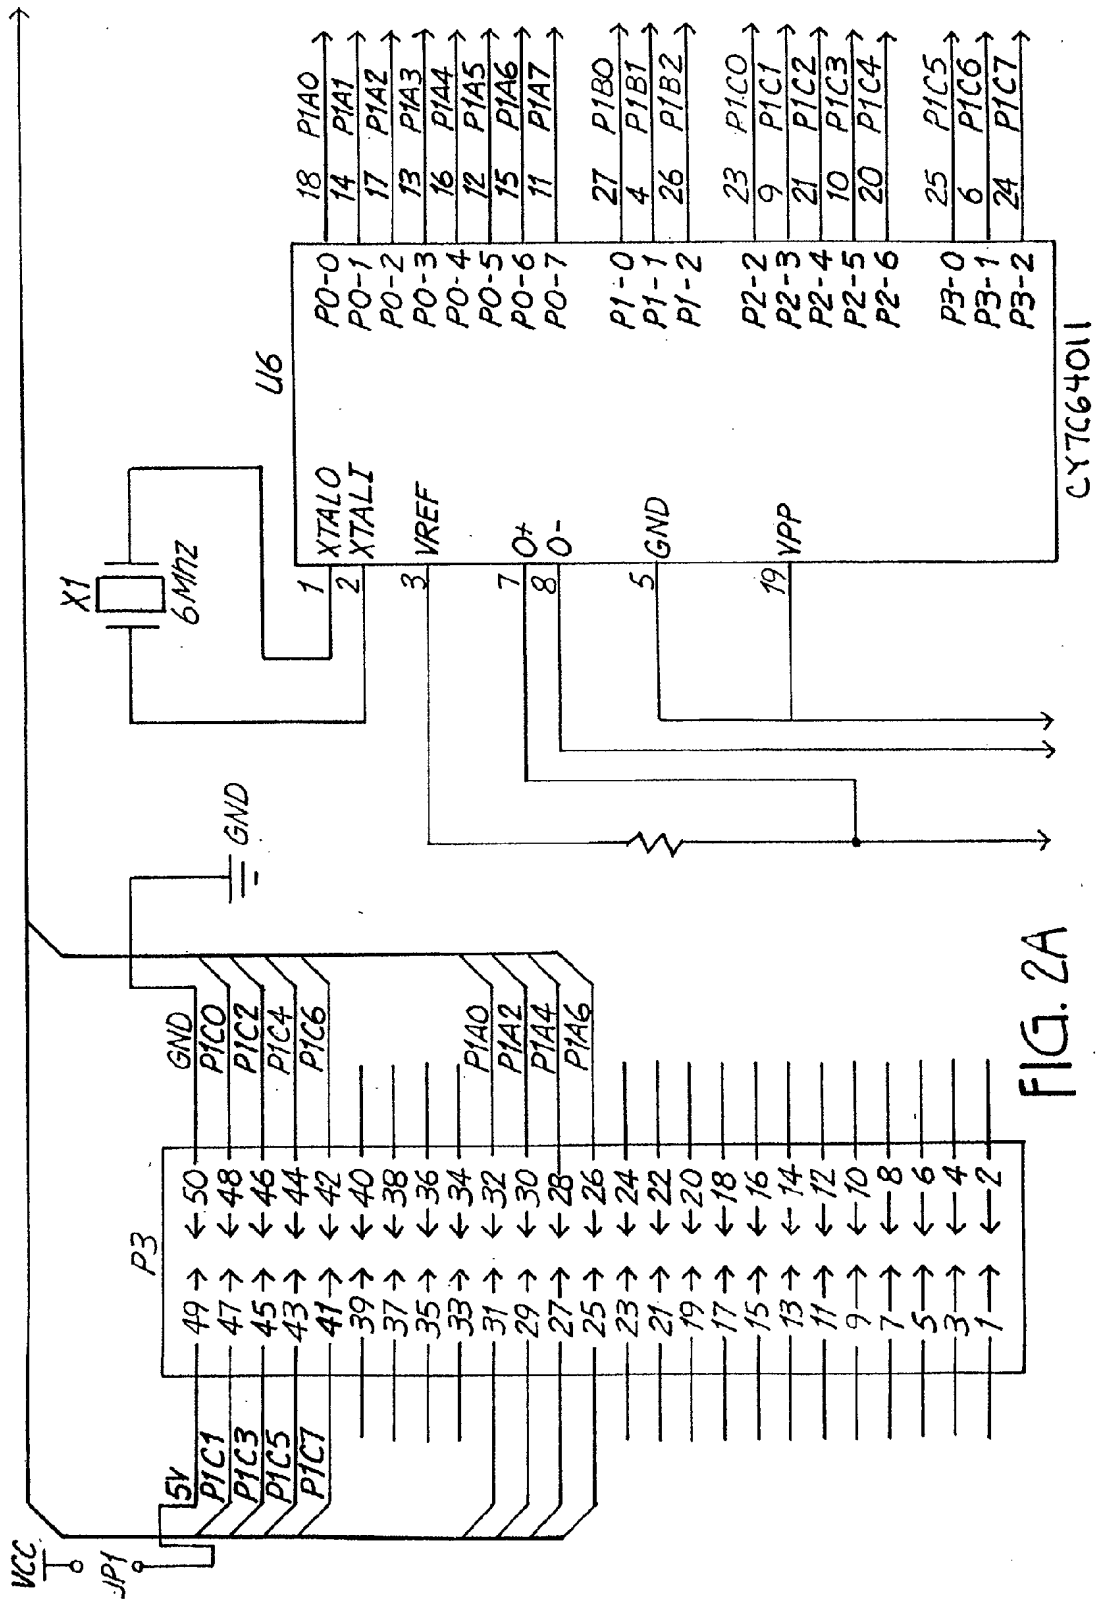 VCC
JP1
5V
P1C1
P1C3
P1C5
P1C7
P3
49 50
47 48
45 46
43 44
41 42
39 40
37 38
35 36
33 34
31 32
29 30
27 28
25 26
23 24
21 22
19 20
17 18
15 16
13 14
11 12
9 10
7 8
5 6
3 4
1 2
GND
P1C0
P1C2
P1C4
P1C6
P1A0
P1A2
P1A4
P1A6
GND
X1
6Mhz
U6
1 XTALO
2 XTALI
3 VREF
7 O+
8 O-
5 GND
19 VPP
P0-0 18 P1A0
P0-1 14 P1A1
P0-2 17 P1A2
P0-3 13 P1A3
P0-4 16 P1A4
P0-5 12 P1A5
P0-6 15 P1A6
P0-7 11 P1A7
P1-0 27 P1B0
P1-1 4 P1B1
P1-2 26 P1B2
P2-2 23 P1C0
P2-3 9 P1C1
P2-4 21 P1C2
P2-5 10 P1C3
P2-6 20 P1C4
P3-0 25 P1C5
P3-1 6 P1C6
P3-2 24 P1C7
CY7C64011
FIG. 2A